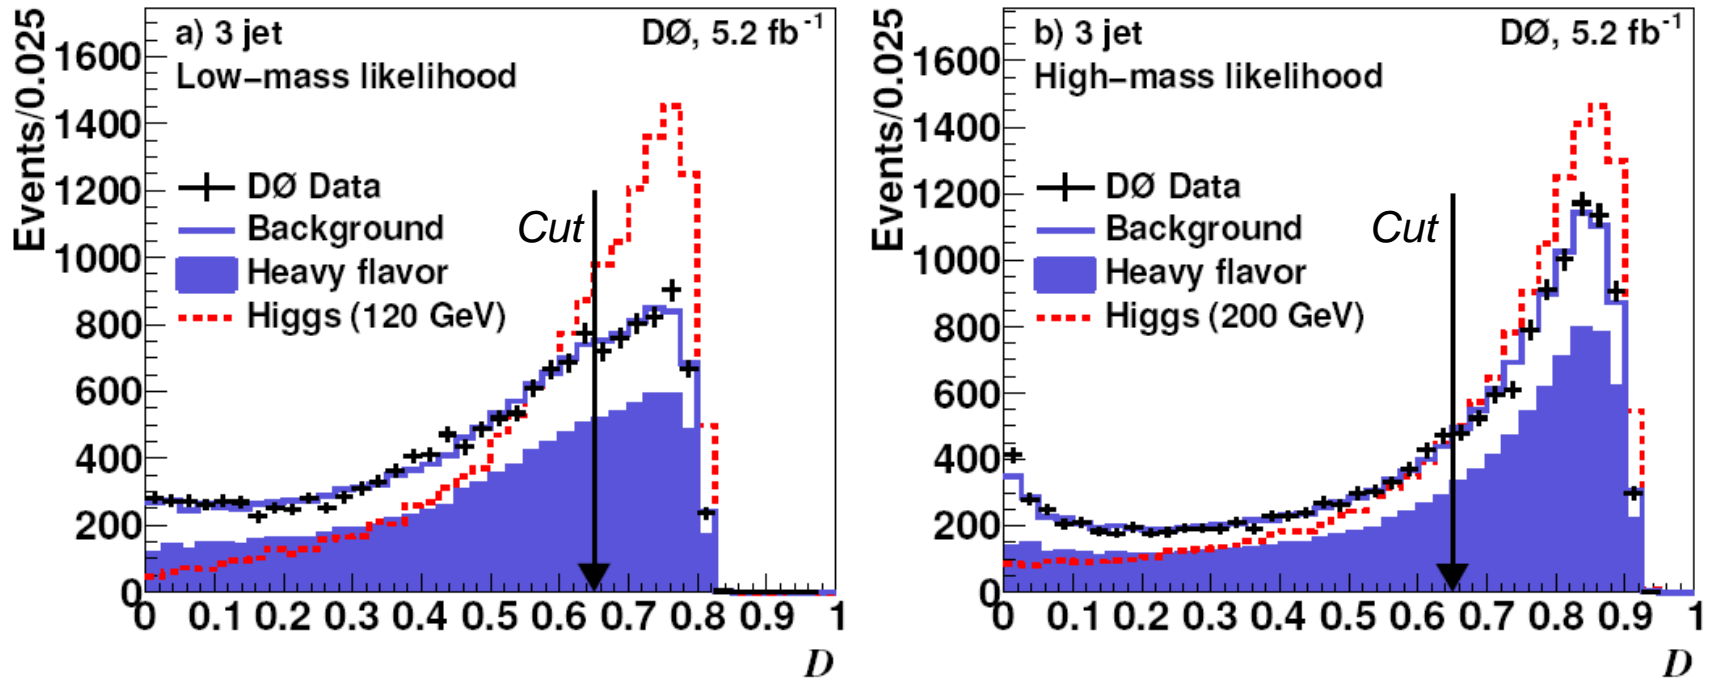 Events/0.025
a) 3 jet
DØ, 5.2 fb⁻¹
Low−mass likelihood
DØ Data
Background
Heavy flavor
Higgs (120 GeV)
Cut
1600
1400
1200
1000
800
600
400
200
0
0 0.1 0.2 0.3 0.4 0.5 0.6 0.7 0.8 0.9 1
D
Events/0.025
b) 3 jet
DØ, 5.2 fb⁻¹
High−mass likelihood
DØ Data
Background
Heavy flavor
Higgs (200 GeV)
Cut
1600
1400
1200
1000
800
600
400
200
0
0 0.1 0.2 0.3 0.4 0.5 0.6 0.7 0.8 0.9 1
D